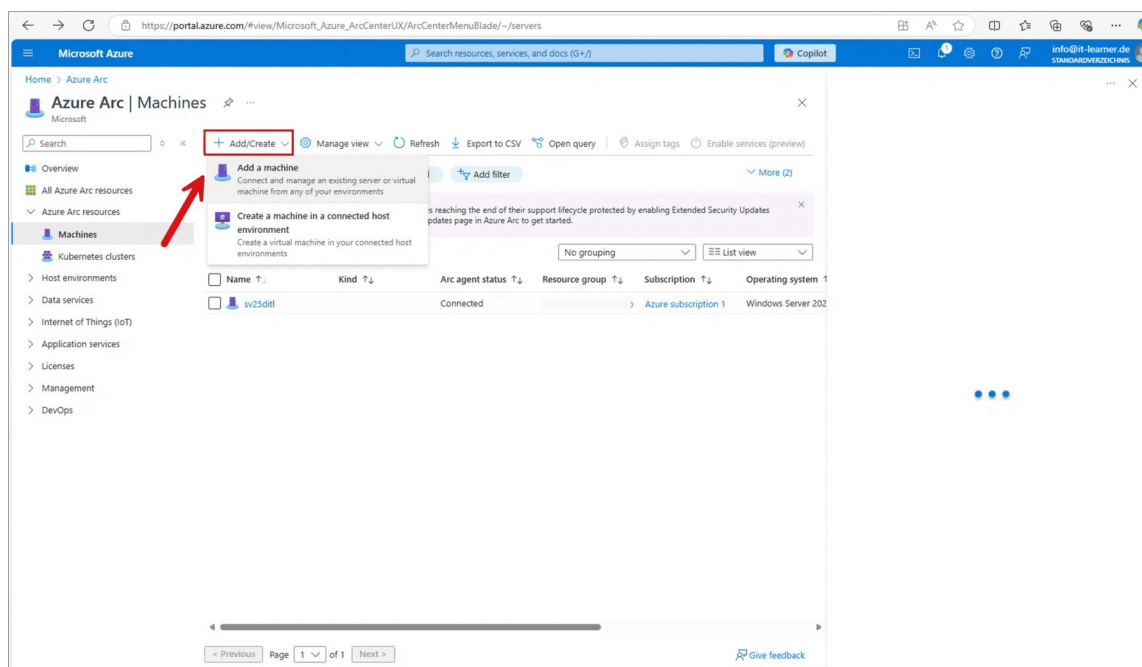 https://portal.azure.com/#view/Microsoft_Azure_ArcCenterUX/ArcCenterMenuBlade/~/servers
Microsoft Azure
Search resources, services, and docs (G+/)
Copilot
1
info@it-learner.de
STANDARDVERZEICHNIS
Home > Azure Arc
Azure Arc | Machines
Microsoft
Search
Overview
All Azure Arc resources
Azure Arc resources
Machines
Kubernetes clusters
Host environments
Data services
Internet of Things (IoT)
Application services
Licenses
Management
DevOps
Add/Create
Manage view
Refresh
Export to CSV
Open query
Assign tags
Enable services (preview)
Add a machine
Connect and manage an existing server or virtual
machine from any of your environments
Create a machine in a connected host
environment
Create a virtual machine in your connected host
environments
Add filter
More (2)
s reaching the end of their support lifecycle protected by enabling Extended Security Updates
pdates page in Azure Arc to get started.
No grouping
List view
Name Kind Arc agent status Resource group Subscription Operating system
sv25ditl Connected Azure subscription 1 Windows Server 202
< Previous Page 1 of 1 Next >
Give feedback